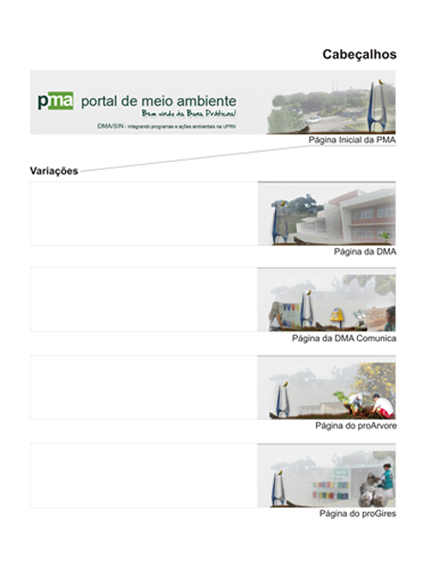 Cabeçalhos
pma portal de meio ambiente
Bem vindo às Boas Práticas!
DMA/SIN - integrando programas e ações ambientais na UFRN
Página Inicial da PMA
Variações
Página da DMA
Página da DMA Comunica
Página do proArvore
Página do proGires